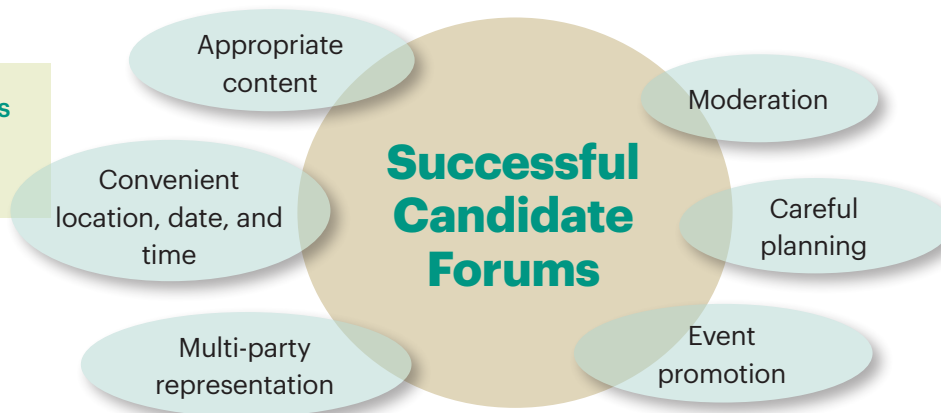 Appropriate
content
s
Convenient
location, date, and
time
Multi-party
representation
Successful
Candidate
Forums
Moderation
Careful
planning
Event
promotion